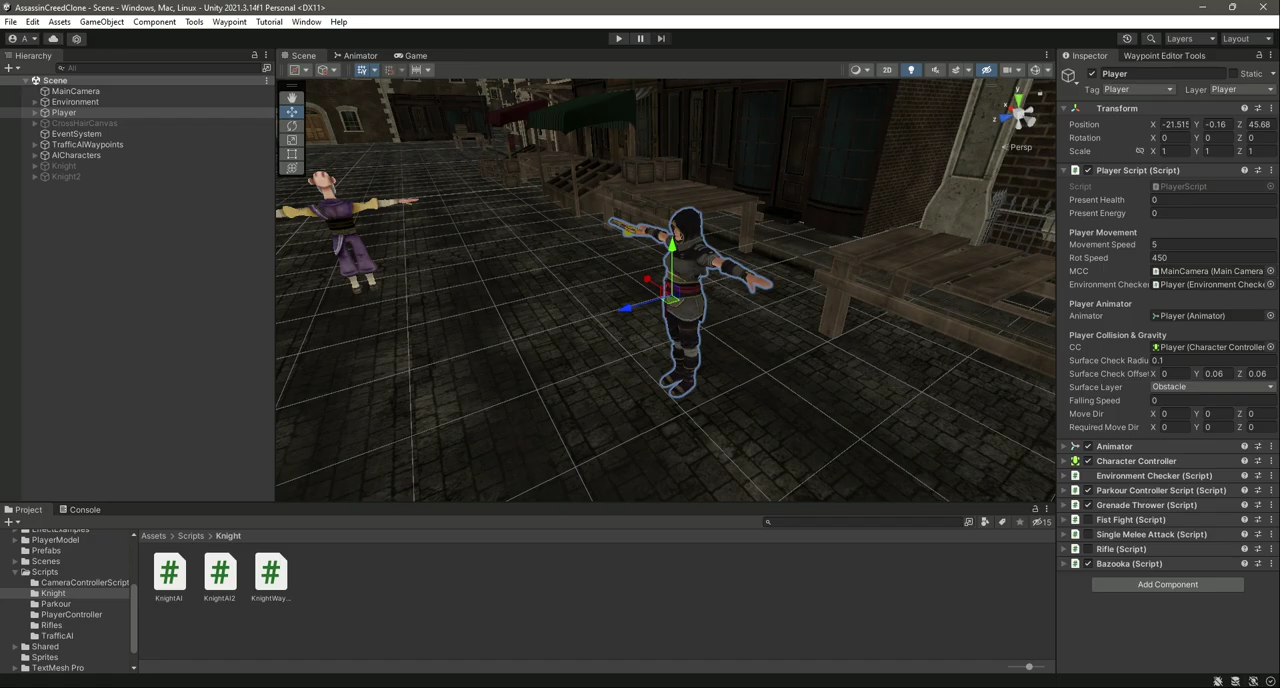 AssassinCreedClone - Scene - Windows, Mac, Linux - Unity 2021.3.14f1 Personal <DX11>
File Edit Assets GameObject Component Tools Waypoint Tutorial Window Help
A Layers Layout
Hierarchy
All
Scene
MainCamera
Environment
Player
CrossHairCanvas
EventSystem
TrafficAIWaypoints
AICharacters
Knight
Knight2
Scene Animator Game
2D
y
x
z
Persp
Inspector Waypoint Editor Tools
Player Static
Tag Player Layer Player
Transform
Position X -21.515 Y -0.16 Z 45.68
Rotation X 0 Y 0 Z 0
Scale X 1 Y 1 Z 1
Player Script (Script)
Script PlayerScript
Present Health 0
Present Energy 0
Player Movement
Movement Speed 5
Rot Speed 450
MCC MainCamera (Main Camera
Environment Checker Player (Environment Checke
Player Animator
Animator Player (Animator)
Player Collision & Gravity
CC Player (Character Controller
Surface Check Radiu 0.1
Surface Check Offset X 0 Y 0.06 Z 0.06
Surface Layer Obstacle
Falling Speed 0
Move Dir X 0 Y 0 Z 0
Required Move Dir X 0 Y 0 Z 0
Animator
Character Controller
Environment Checker (Script)
Parkour Controller Script (Script)
Grenade Thrower (Script)
Fist Fight (Script)
Single Melee Attack (Script)
Rifle (Script)
Bazooka (Script)
Add Component
Project Console
15
EffectExamples
PlayerModel
Prefabs
Scenes
Scripts
CameraControllerScript
Knight
Parkour
PlayerController
Rifles
TrafficAI
Shared
Sprites
TextMesh Pro
Assets Scripts Knight
KnightAI KnightAI2 KnightWay...